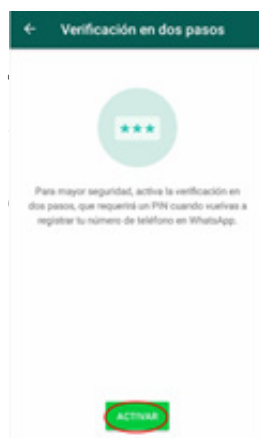 Verificación en dos pasos
***
Para mayor seguridad, activa la verificación en
dos pasos, que requerirá un PIN cuando vuelvas a
registrar tu número de teléfono en WhatsApp.
ACTIVAR